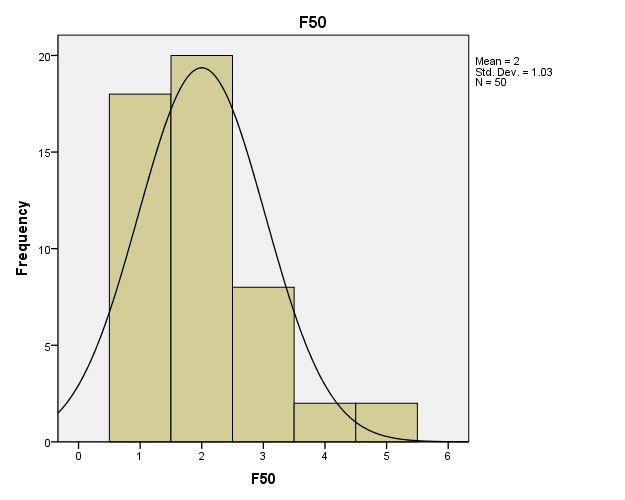 F50
Mean = 2
Std. Dev. = 1.03
N = 50
20
15
10
5
0
Frequency
0 1 2 3 4 5 6
F50